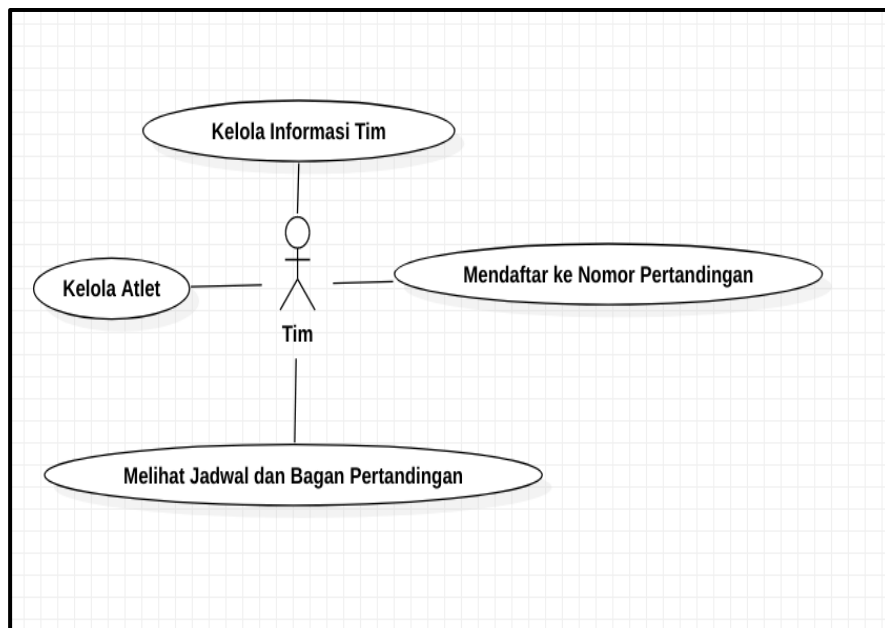 Kelola Informasi Tim
Mendaftar ke Nomor Pertandingan
Kelola Atlet
Tim
Melihat Jadwal dan Bagan Pertandingan